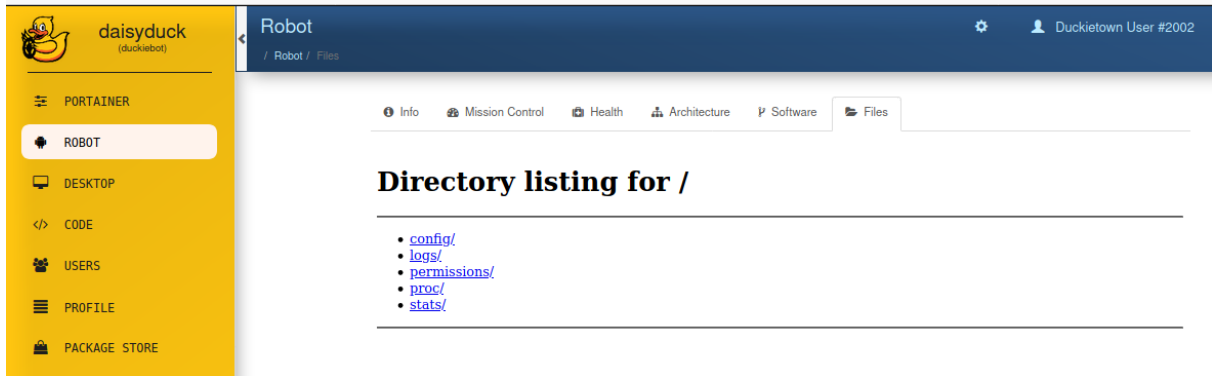 daisyduck
(duckiebot)
PORTAINER
ROBOT
DESKTOP
CODE
USERS
PROFILE
PACKAGE STORE
Robot
Duckietown User #2002
/ Robot / Files
Info Mission Control Health Architecture Software Files
Directory listing for /
config/
logs/
permissions/
proc/
stats/